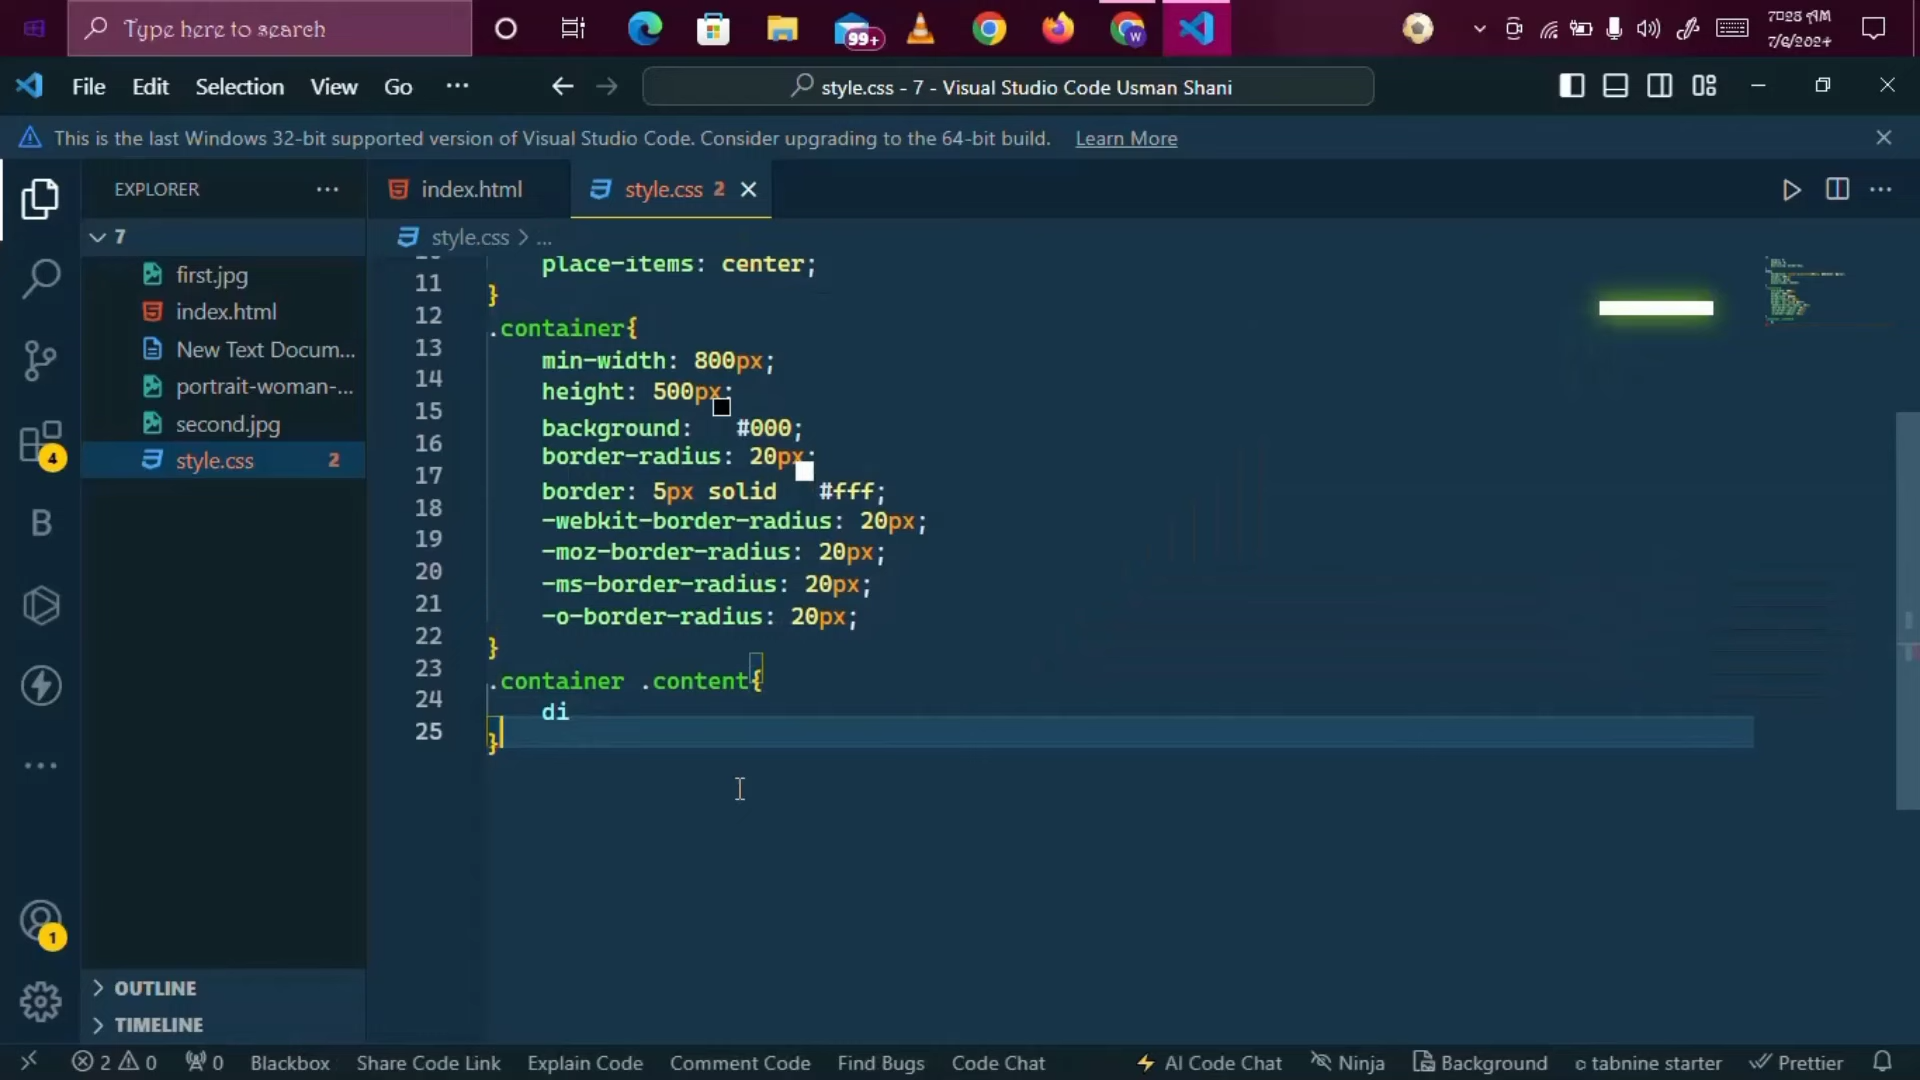 Type here to search
99+
W
7:28 AM
7/6/2024
File Edit Selection View Go ···
style.css - 7 - Visual Studio Code Usman Shani
This is the last Windows 32-bit supported version of Visual Studio Code. Consider upgrading to the 64-bit build. Learn More
EXPLORER
index.html
style.css 2
7
style.css > ...
first.jpg
index.html
New Text Docum...
portrait-woman-...
second.jpg
style.css 2
4
B
1
place-items: center;
11 }
12 .container{
13 min-width: 800px;
14 height: 500px;
15 background: #000;
16 border-radius: 20px;
17 border: 5px solid #fff;
18 -webkit-border-radius: 20px;
19 -moz-border-radius: 20px;
20 -ms-border-radius: 20px;
21 -o-border-radius: 20px;
22 }
23 .container .content{
24 di
25 }
OUTLINE
TIMELINE
2 0 0 Blackbox Share Code Link Explain Code Comment Code Find Bugs Code Chat AI Code Chat Ninja Background tabnine starter Prettier